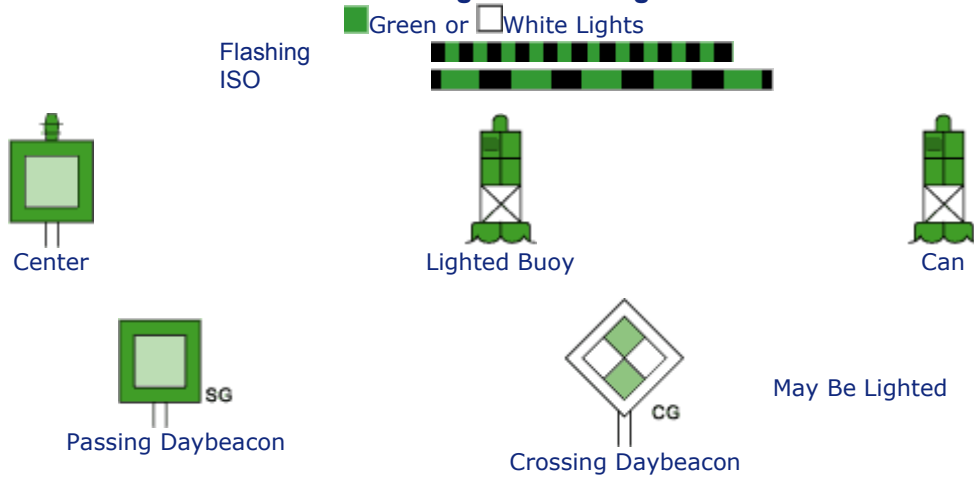 Green or White Lights
Flashing
ISO
Center
Lighted Buoy
Can
SG
CG
May Be Lighted
Passing Daybeacon
Crossing Daybeacon